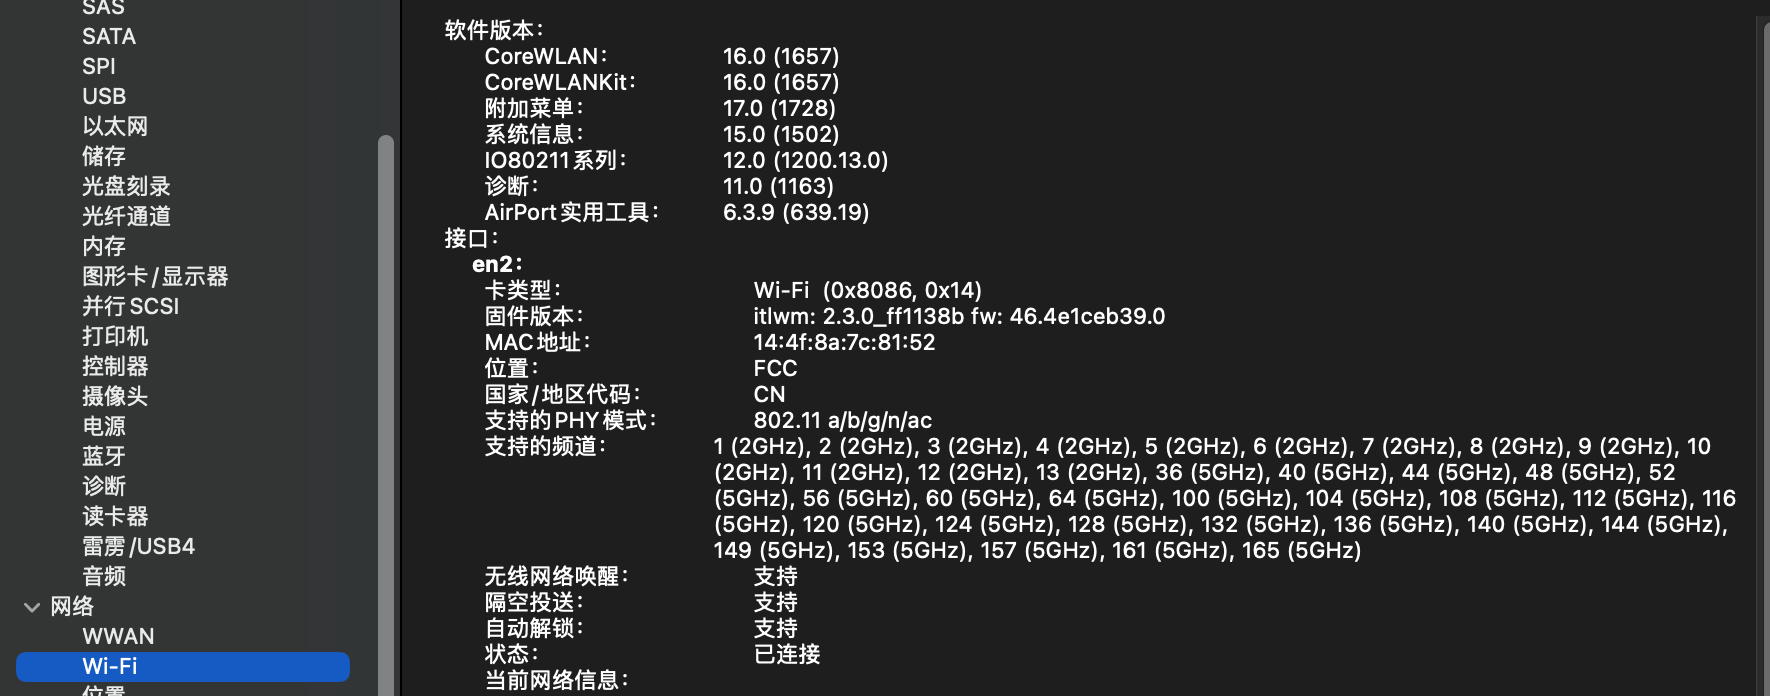 SAS
SATA
SPI
USB
以太网
储存
光盘刻录
光纤通道
内存
图形卡/显示器
并行SCSI
打印机
控制器
摄像头
电源
蓝牙
诊断
读卡器
雷雳/USB4
音频
网络
WWAN
Wi-Fi
位置
软件版本：
CoreWLAN： 16.0 (1657)
CoreWLANKit： 16.0 (1657)
附加菜单： 17.0 (1728)
系统信息： 15.0 (1502)
IO80211系列： 12.0 (1200.13.0)
诊断： 11.0 (1163)
AirPort实用工具： 6.3.9 (639.19)
接口：
en2：
卡类型： Wi-Fi (0x8086, 0x14)
固件版本： itlwm: 2.3.0_ff1138b fw: 46.4e1ceb39.0
MAC地址： 14:4f:8a:7c:81:52
位置： FCC
国家/地区代码： CN
支持的PHY模式： 802.11 a/b/g/n/ac
支持的频道： 1 (2GHz), 2 (2GHz), 3 (2GHz), 4 (2GHz), 5 (2GHz), 6 (2GHz), 7 (2GHz), 8 (2GHz), 9 (2GHz), 10
(2GHz), 11 (2GHz), 12 (2GHz), 13 (2GHz), 36 (5GHz), 40 (5GHz), 44 (5GHz), 48 (5GHz), 52
(5GHz), 56 (5GHz), 60 (5GHz), 64 (5GHz), 100 (5GHz), 104 (5GHz), 108 (5GHz), 112 (5GHz), 116
(5GHz), 120 (5GHz), 124 (5GHz), 128 (5GHz), 132 (5GHz), 136 (5GHz), 140 (5GHz), 144 (5GHz),
149 (5GHz), 153 (5GHz), 157 (5GHz), 161 (5GHz), 165 (5GHz)
无线网络唤醒： 支持
隔空投送： 支持
自动解锁： 支持
状态： 已连接
当前网络信息：